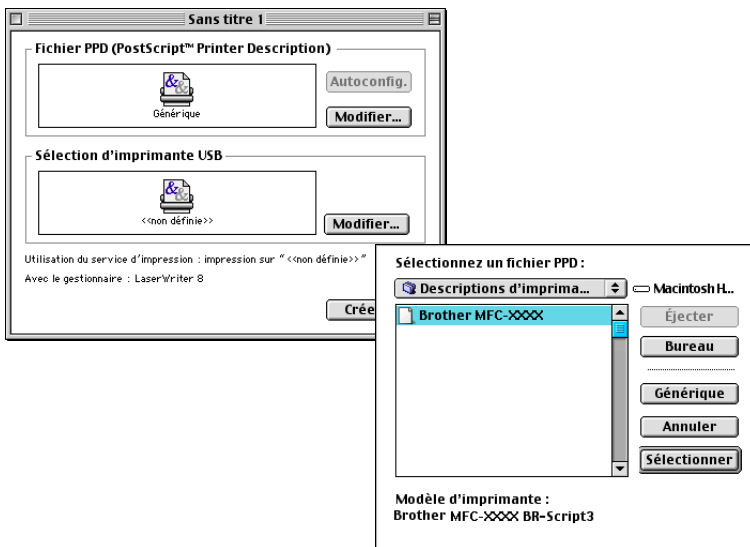 Sans titre 1
Fichier PPD (PostScript™ Printer Description)
Générique
Autoconfig.
Modifier...
Sélection d'imprimante USB
<<non définie>>
Modifier...
Utilisation du service d'impression : impression sur "<<non définie>>"
Avec le gestionnaire : LaserWriter 8
Crée
Sélectionnez un fichier PPD :
Descriptions d'imprima...
Macintosh H...
Brother MFC-XXXX
Éjecter
Bureau
Générique
Annuler
Sélectionner
Modèle d'imprimante :
Brother MFC-XXXX BR-Script3